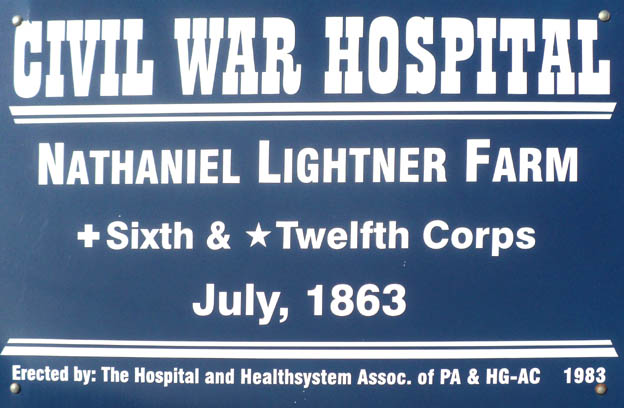 CIVIL WAR HOSPITAL
NATHANIEL LIGHTNER FARM
+ Sixth & ★ Twelfth Corps
July, 1863
Erected by: The Hospital and Healthsystem Assoc. of PA & HG-AC 1983